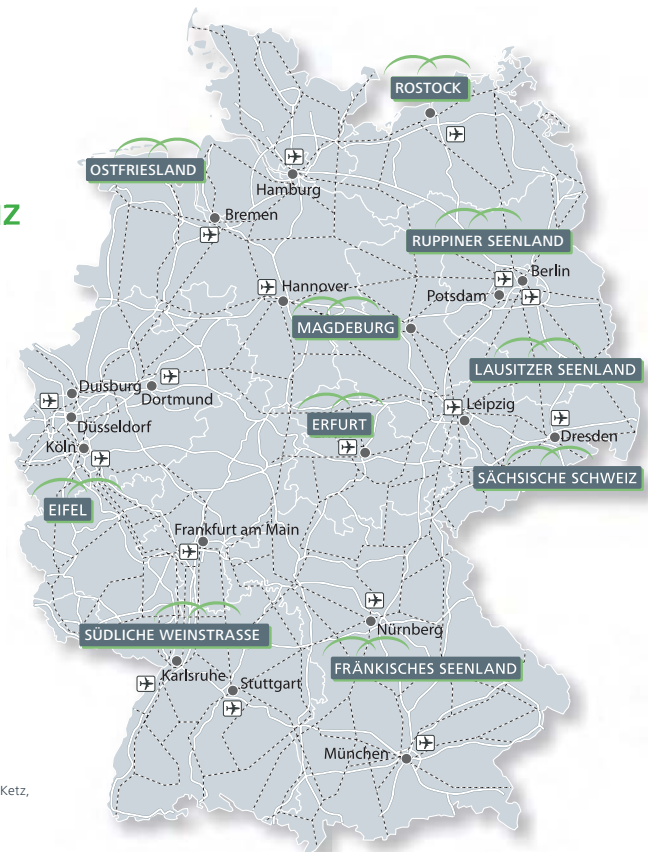 ROSTOCK
OSTFRIESLAND
Hamburg
Bremen
IZ
RUPPINER SEENLAND
Berlin
Potsdam
Hannover
MAGDEBURG
LAUSITZER SEENLAND
Duisburg
Dortmund
Leipzig
ERFURT
Düsseldorf
Dresden
Köln
SÄCHSISCHE SCHWEIZ
EIFEL
Frankfurt am Main
Nürnberg
SÜDLICHE WEINSTRASSE
FRÄNKISCHES SEENLAND
Karlsruhe
Stuttgart
München
Ketz,